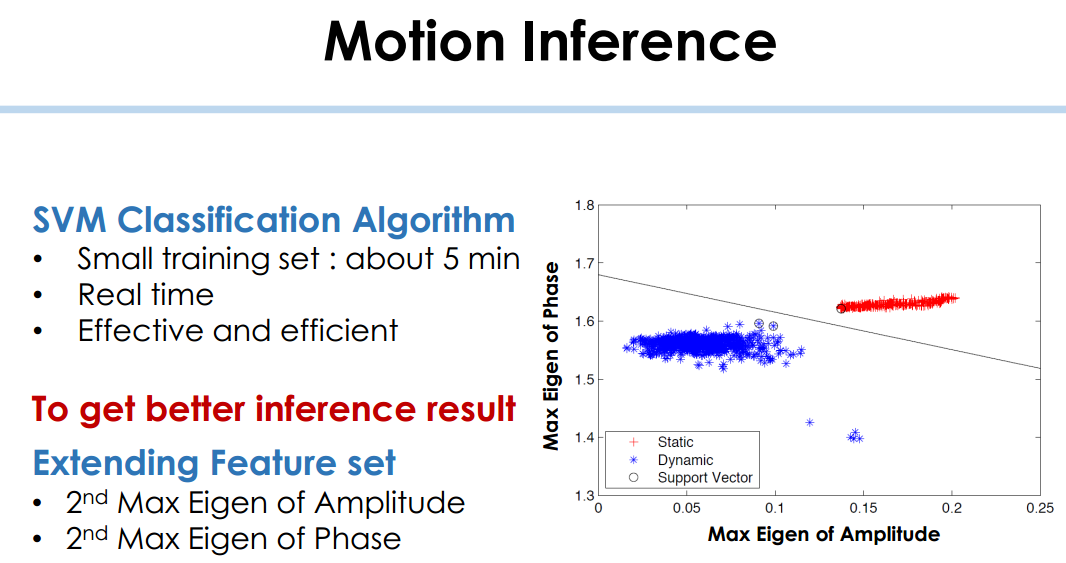 Motion Inference
SVM Classification Algorithm
• Small training set : about 5 min
• Real time
• Effective and efficient
To get better inference result
Extending Feature set
• 2nd Max Eigen of Amplitude
• 2nd Max Eigen of Phase
Max Eigen of Phase
1.8
1.7
1.6
1.5
1.4
1.3
Static
Dynamic
Support Vector
0
0.05
0.1
0.15
0.2
0.25
Max Eigen of Amplitude